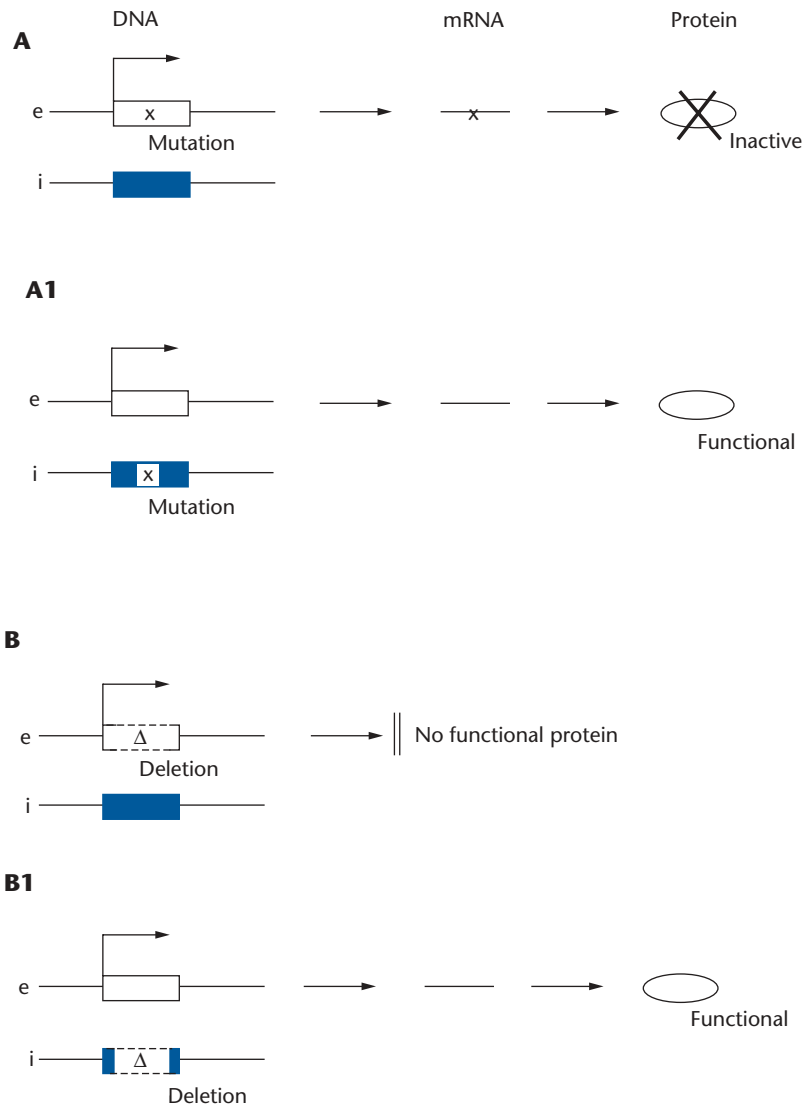 DNA mRNA Protein
A
e x x
Mutation Inactive
i
A1
e
Functional
i x
Mutation
B
e Δ No functional protein
Deletion
i
B1
e
Functional
i Δ
Deletion